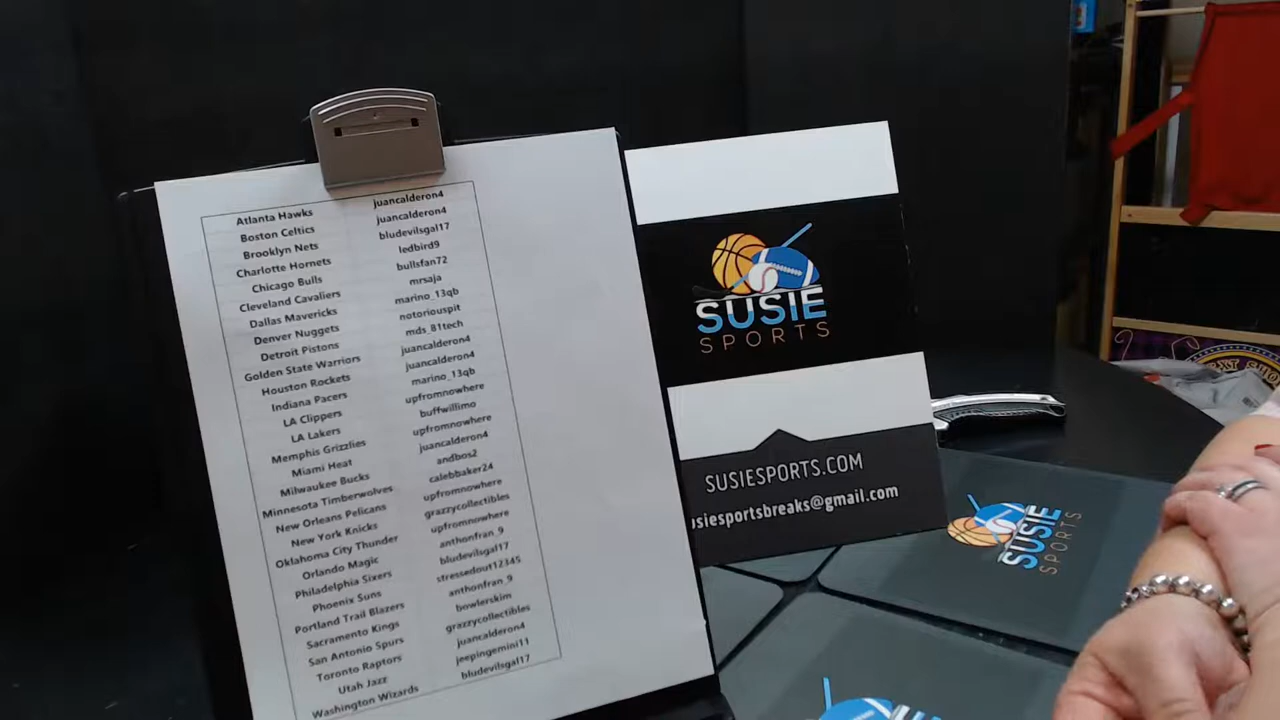 Atlanta Hawks juancalderon4
Boston Celtics juancalderon4
Brooklyn Nets bludevilsgal17
Charlotte Hornets ledbird9
Chicago Bulls bullsfan72
Cleveland Cavaliers mrsaja
Dallas Mavericks marino_13qb
Denver Nuggets notoriouspit
Detroit Pistons mds_81tech
Golden State Warriors juancalderon4
Houston Rockets juancalderon4
Indiana Pacers marino_13qb
LA Clippers upfromnowhere
LA Lakers buffwillimo
Memphis Grizzlies upfromnowhere
Miami Heat juancalderon4
Milwaukee Bucks andbos2
Minnesota Timberwolves calebbaker24
New Orleans Pelicans upfromnowhere
New York Knicks grazzycollectibles
Oklahoma City Thunder upfromnowhere
Orlando Magic anthonfran_9
Philadelphia Sixers bludevilsgal17
Phoenix Suns stressedout12345
Portland Trail Blazers anthonfran_9
Sacramento Kings bowlerskim
San Antonio Spurs grazzycollectibles
Toronto Raptors juancalderon4
Utah Jazz jeepingemini11
Washington Wizards bludevilsgal17
SUSIE
SPORTS
SUSIESPORTS.COM
usiesportsbreaks@gmail.com
SUSIE
SPORTS